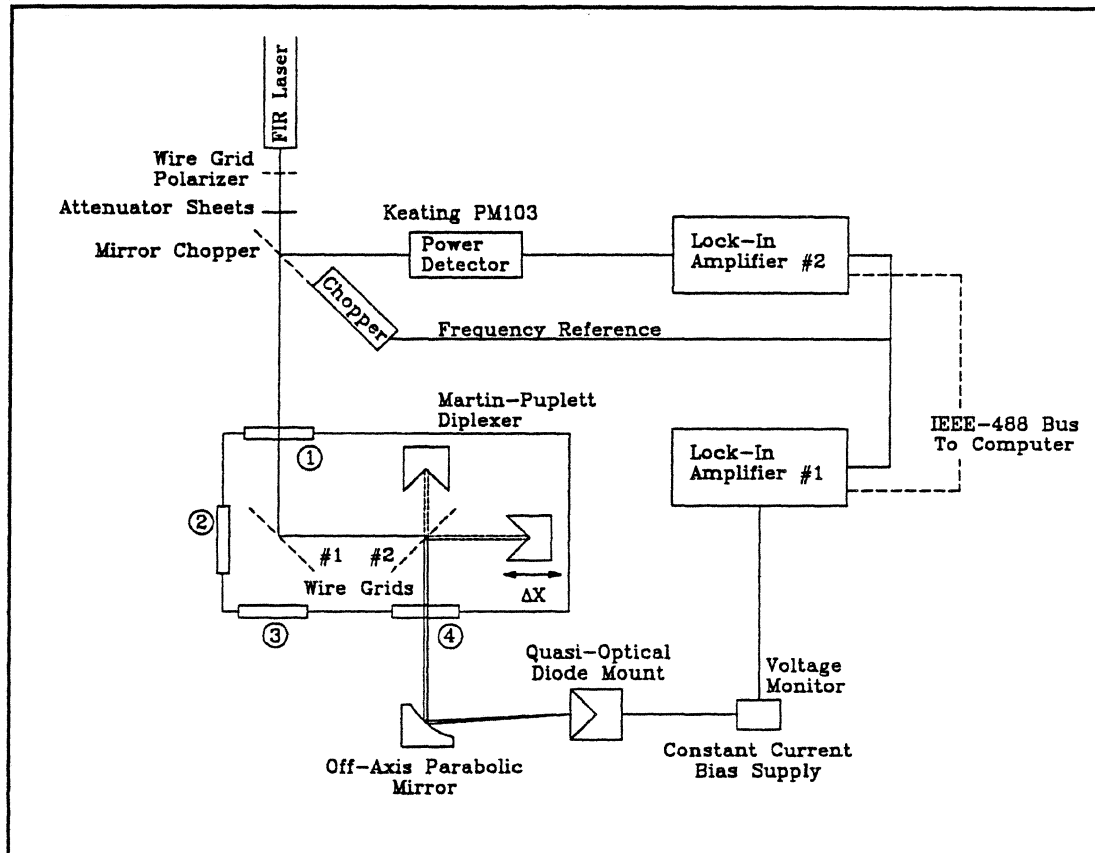 FIR Laser
Wire Grid
Polarizer
Attenuator Sheets
Mirror Chopper
Chopper
Keating PM103
Power
Detector
Lock-In
Amplifier #2
Frequency Reference
Martin-Puplett
Diplexer
IEEE-488 Bus
To Computer
Lock-In
Amplifier #1
①
②
#1 #2
Wire Grids
ΔX
③
④
Quasi-Optical
Diode Mount
Voltage
Monitor
Off-Axis Parabolic
Mirror
Constant Current
Bias Supply